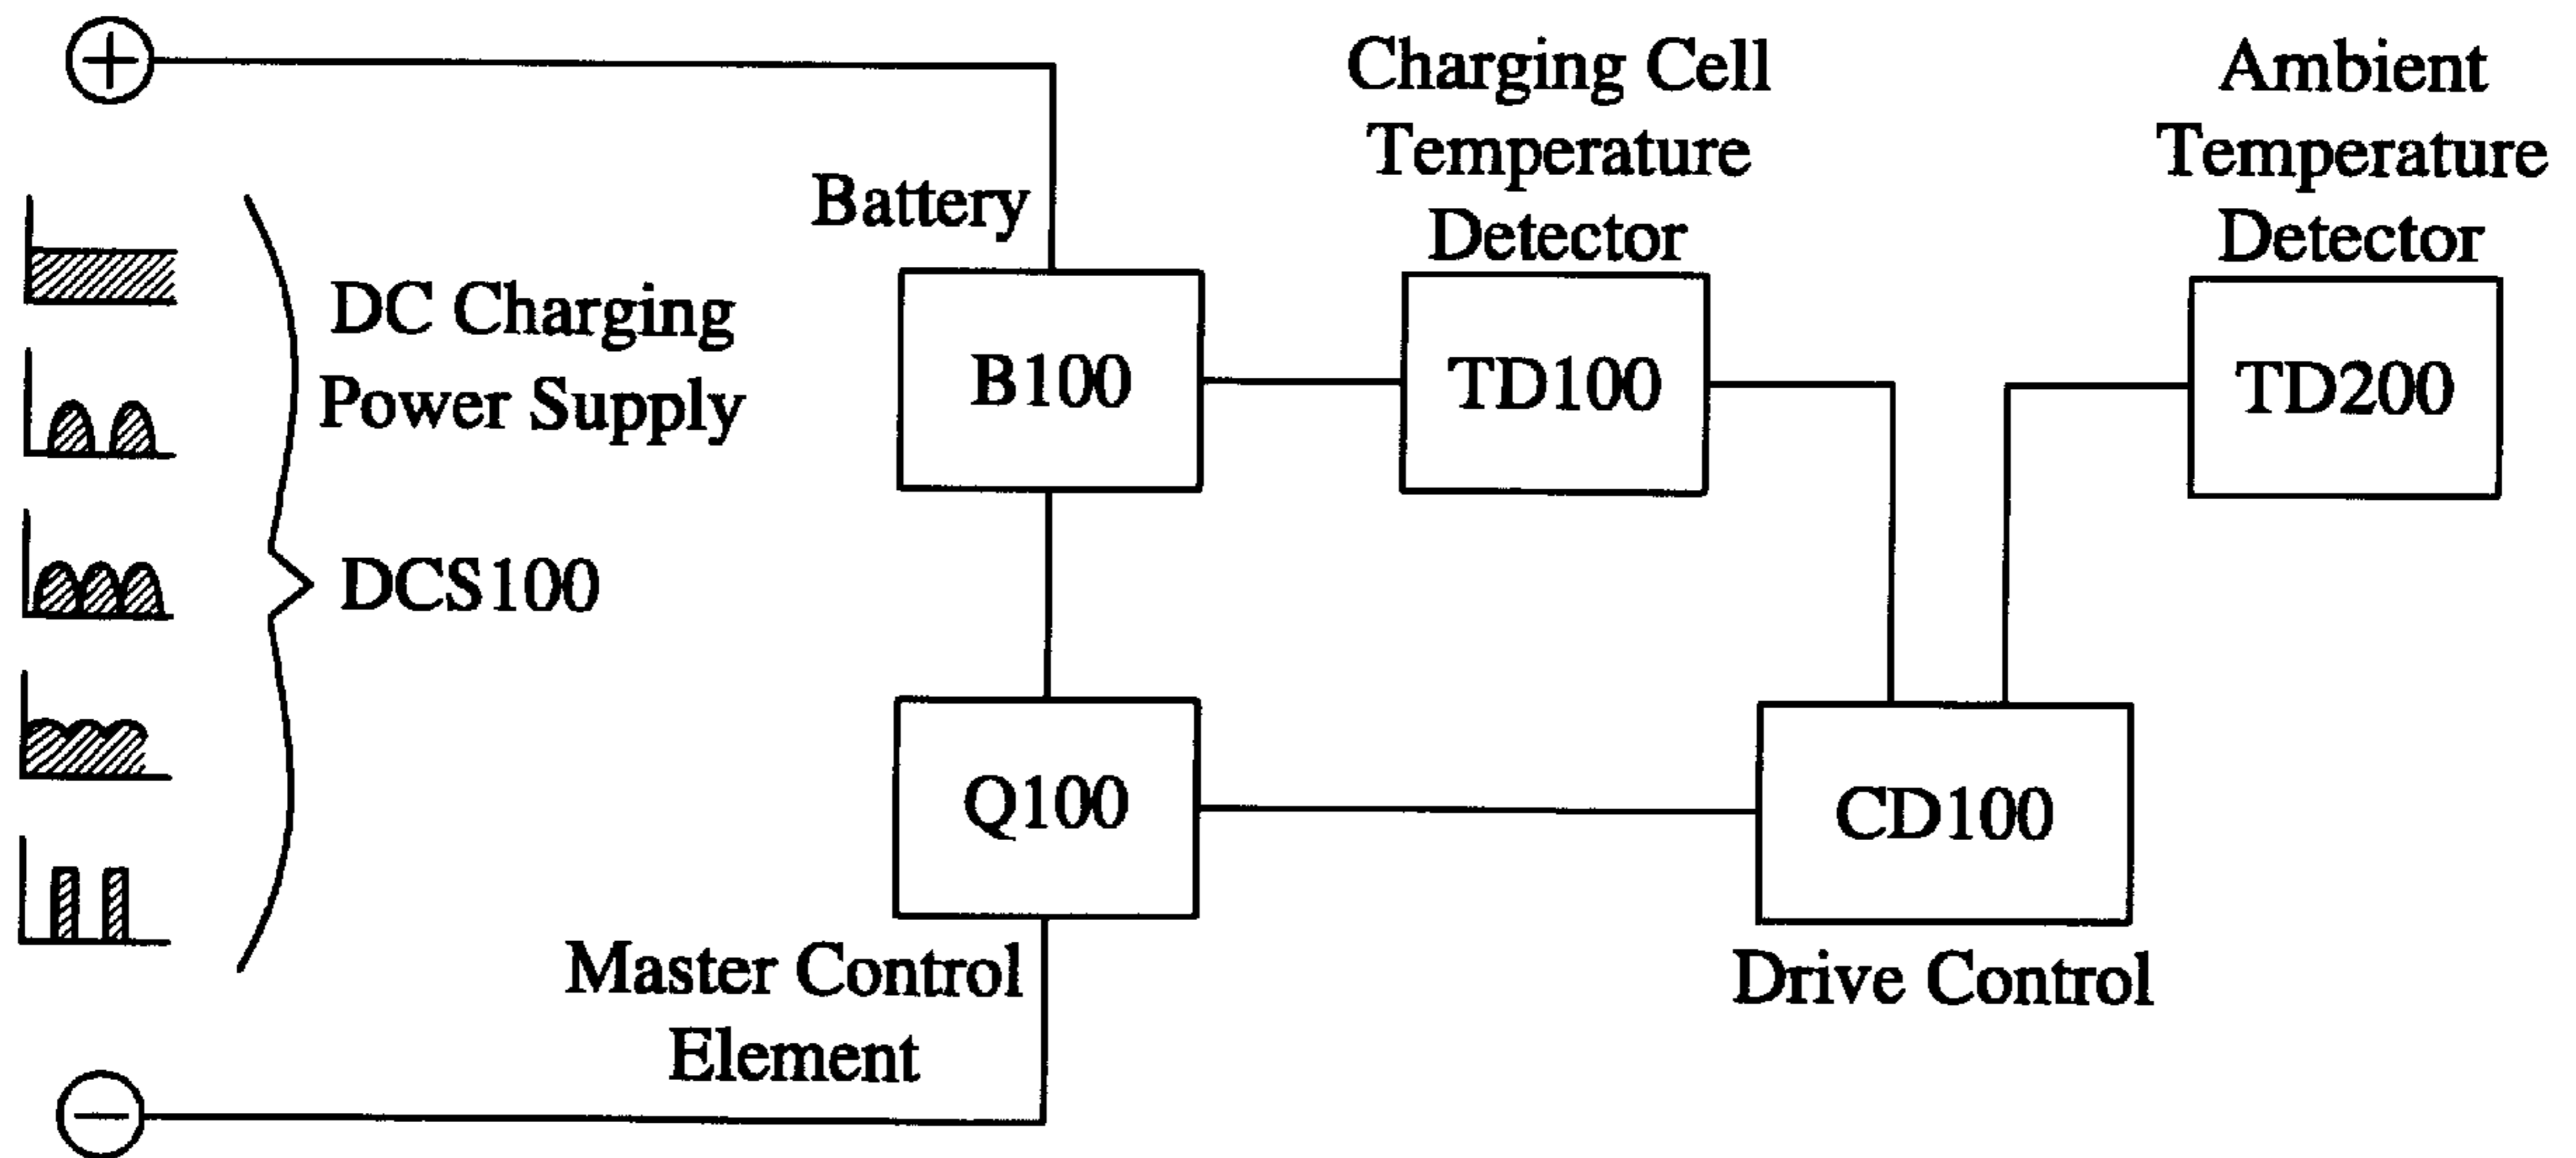 +
Charging Cell
Temperature
Detector
Ambient
Temperature
Detector
Battery
DC Charging
Power Supply
B100
TD100
TD200
DCS100
Q100
CD100
Master Control
Element
Drive Control
−